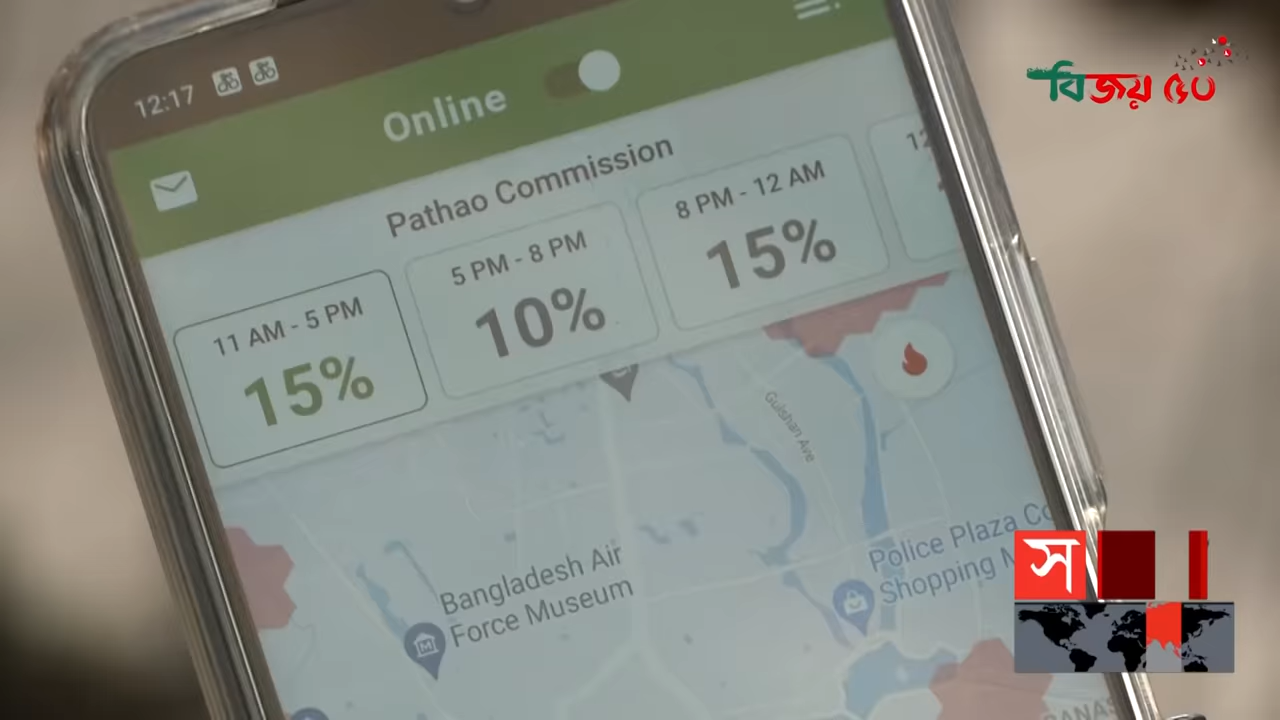 বিজয় ৫০
12:17
Online
Pathao Commission
11 AM - 5 PM
15%
5 PM - 8 PM
10%
8 PM - 12 AM
15%
Gulshan Ave
Bangladesh Air
Force Museum
Police Plaza
Shopping
স